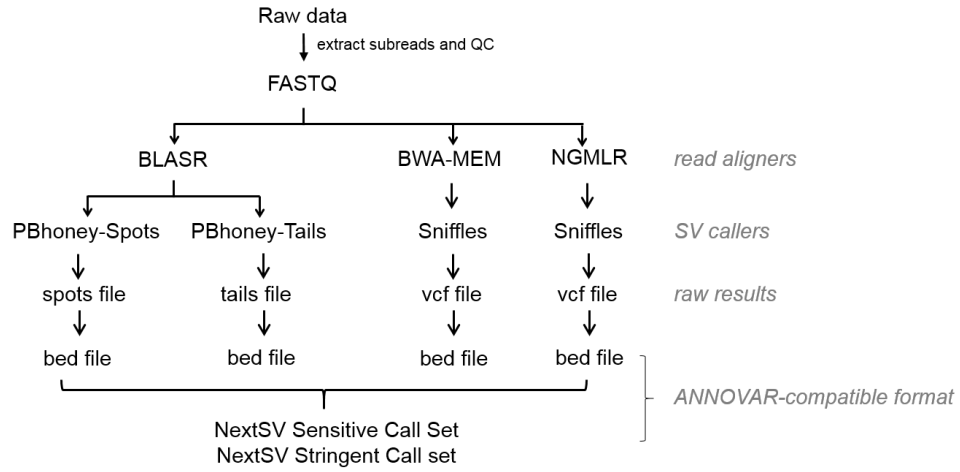 Raw data
extract subreads and QC
FASTQ
BLASR
BWA-MEM
NGMLR
read aligners
PBhoney-Spots
PBhoney-Tails
Sniffles
Sniffles
SV callers
spots file
tails file
vcf file
vcf file
raw results
bed file
bed file
bed file
bed file
ANNOVAR-compatible format
NextSV Sensitive Call Set
NextSV Stringent Call set